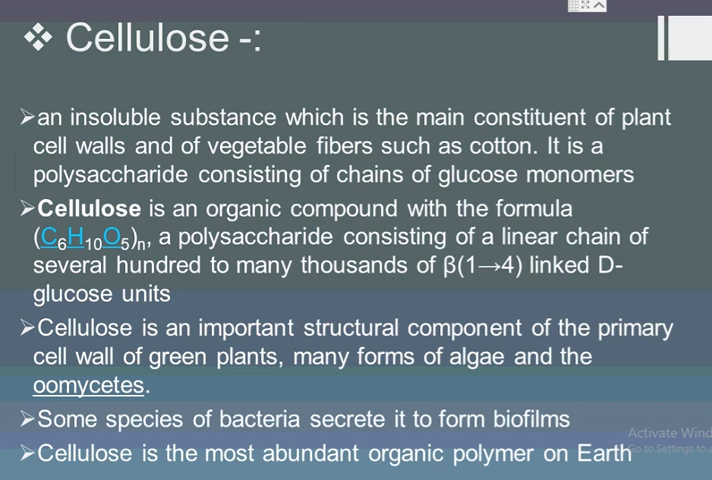 ❖ Cellulose -:
➢an insoluble substance which is the main constituent of plant
cell walls and of vegetable fibers such as cotton. It is a
polysaccharide consisting of chains of glucose monomers
➢Cellulose is an organic compound with the formula
(C₆H₁₀O₅)ₙ, a polysaccharide consisting of a linear chain of
several hundred to many thousands of β(1→4) linked D-
glucose units
➢Cellulose is an important structural component of the primary
cell wall of green plants, many forms of algae and the
oomycetes.
➢Some species of bacteria secrete it to form biofilms
Activate Wind
➢Cellulose is the most abundant organic polymer on Earth
Go to Settings to a